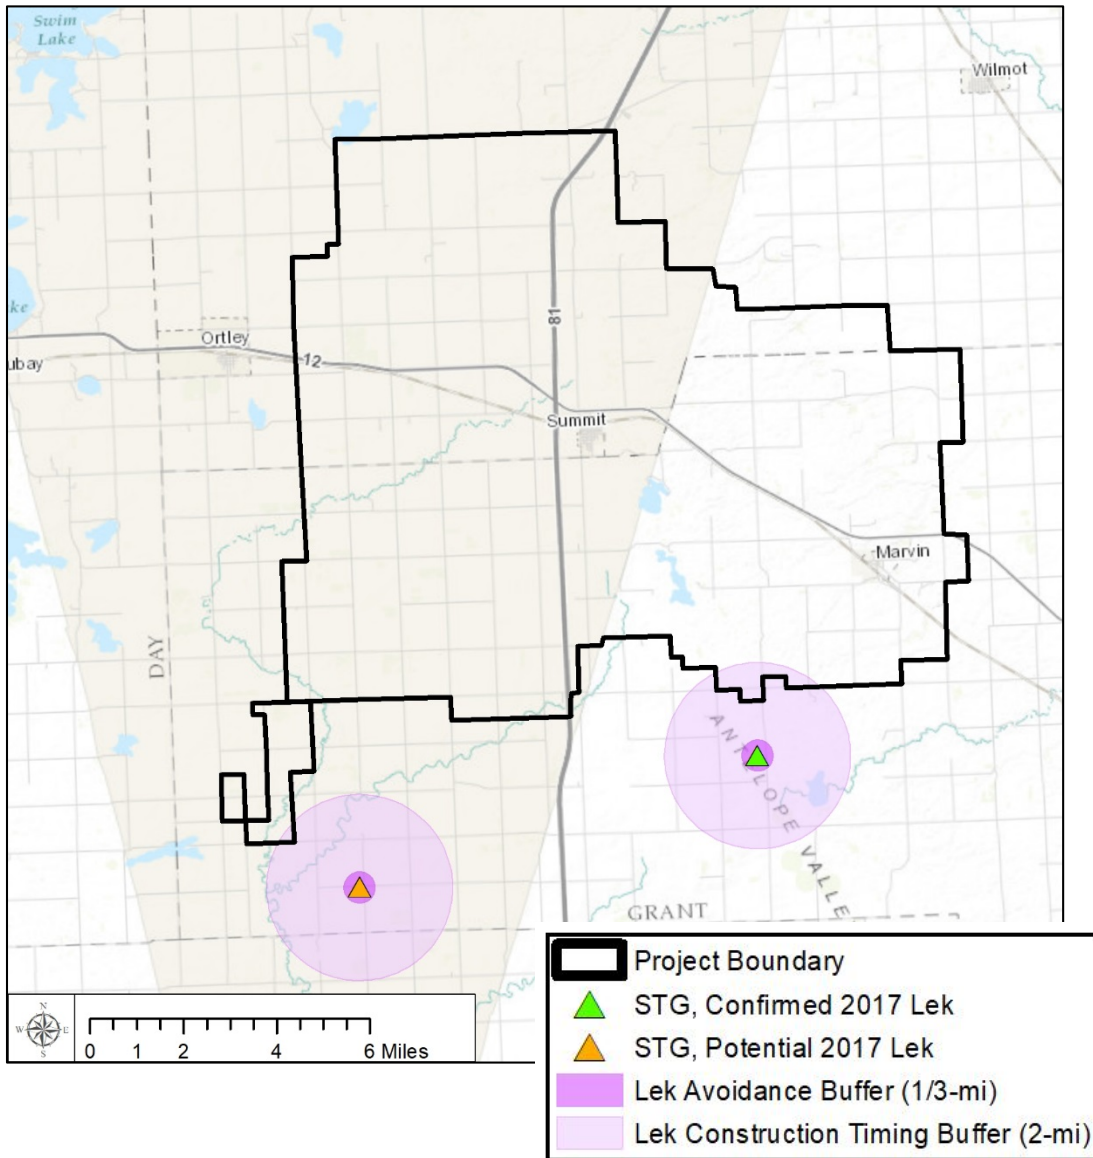 Swim
Lake
Wilmot
ke
81
Ortley
ubay
12
Summit
Marvin
DAY
ANTELOPE VALLE
GRANT
N
W E
S
0 1 2 4 6 Miles
Project Boundary
STG, Confirmed 2017 Lek
STG, Potential 2017 Lek
Lek Avoidance Buffer (1/3-mi)
Lek Construction Timing Buffer (2-mi)